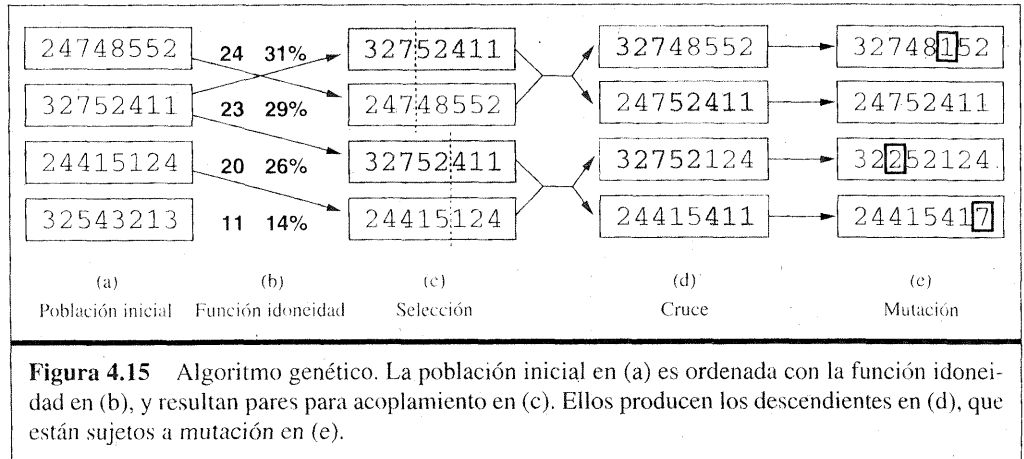 24748552 24 31% 32752411 32748552 32748152
32752411 23 29% 24748552 24752411 24752411
24415124 20 26% 32752411 32752124 32252124
32543213 11 14% 24415124 24415411 24415417
(a) (b) (c) (d) (e)
Población inicial Función idoneidad Selección Cruce Mutación
Figura 4.15 Algoritmo genético. La población inicial en (a) es ordenada con la función idonei-
dad en (b), y resultan pares para acoplamiento en (c). Ellos producen los descendientes en (d), que
están sujetos a mutación en (e).